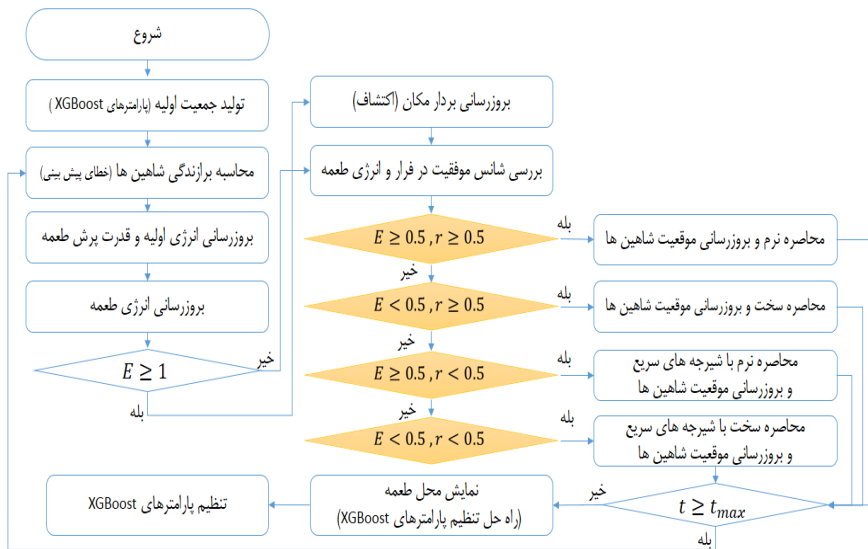 شروع
تولید جمعیت اولیه (پارامترهای XGBoost )
محاسبه برازندگی شاهین ها (خطای پیش بینی)
بروزرسانی انرژی اولیه و قدرت پرش طعمه
بروزرسانی انرژی طعمه
E ≥ 1
خیر
بله
بروزرسانی بردار مکان (اکتشاف)
بررسی شانس موفقیت در فرار و انرژی طعمه
E ≥ 0.5 , r ≥ 0.5
بله
محاصره نرم و بروزرسانی موقعیت شاهین ها
خیر
E < 0.5 , r ≥ 0.5
بله
محاصره سخت و بروزرسانی موقعیت شاهین ها
خیر
E ≥ 0.5 , r < 0.5
بله
محاصره نرم با شیرجه های سریع
و بروزرسانی موقعیت شاهین ها
خیر
E < 0.5 , r < 0.5
بله
محاصره سخت با شیرجه های سریع
و بروزرسانی موقعیت شاهین ها
t ≥ tmax
خیر
بله
نمایش محل طعمه
(راه حل تنظیم پارامترهای XGBoost)
تنظیم پارامترهای XGBoost